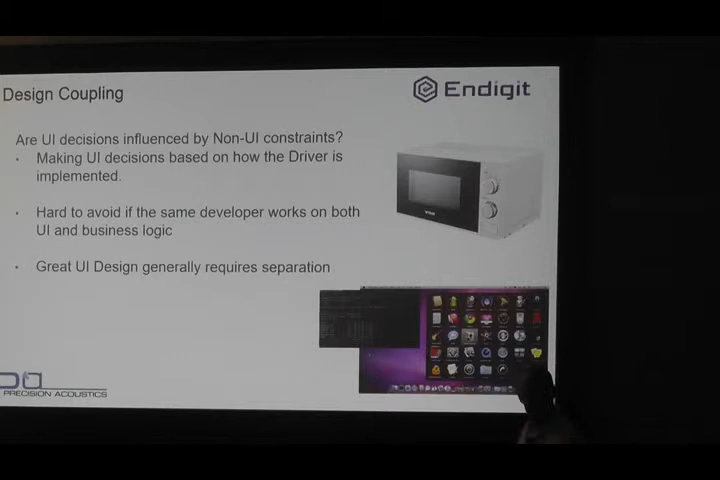 Design Coupling
Endigit
Are UI decisions influenced by Non-UI constraints?
• Making UI decisions based on how the Driver is
implemented.
• Hard to avoid if the same developer works on both
UI and business logic
• Great UI Design generally requires separation
PRECISION ACOUSTICS